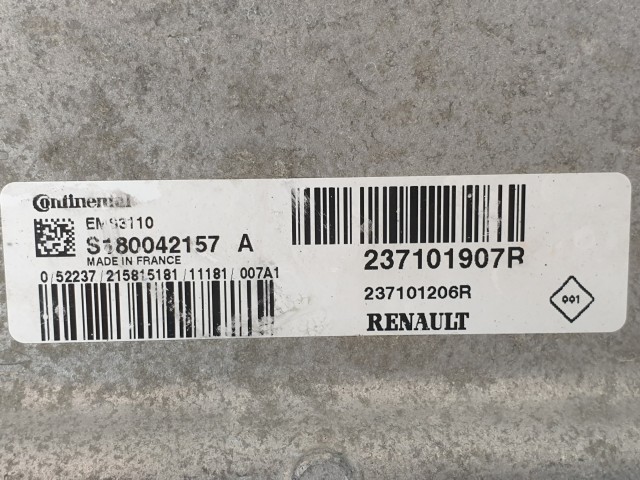 Continental
EMS3110
S180042157 A
MADE IN FRANCE
0/52237/215815181/11181/007A1
237101907R
237101206R
RENAULT
001